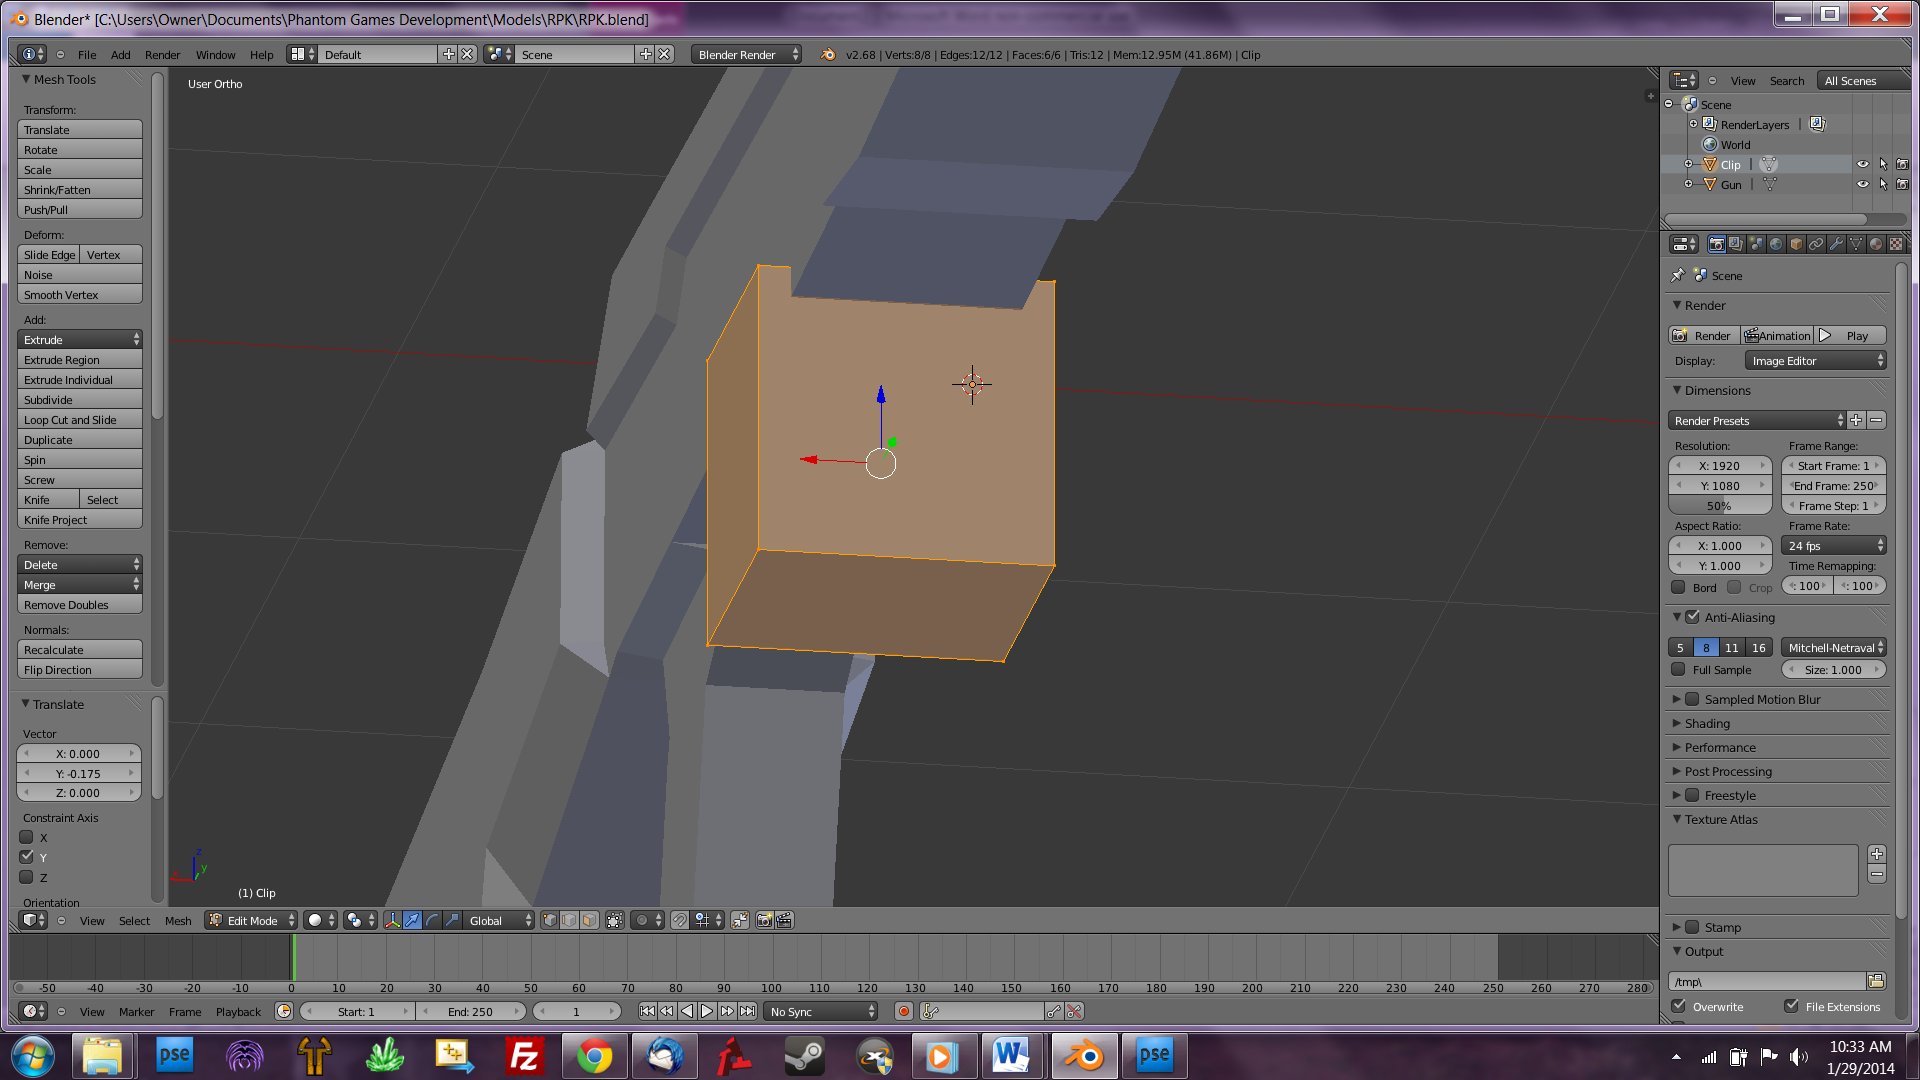 Blender* [C:\Users\Owner\Documents\Phantom Games Development\Models\RPK\RPK.blend]
File Add Render Window Help Default Scene Blender Render v2.68 | Verts:8/8 | Edges:12/12 | Faces:6/6 | Tris:12 | Mem:12.95M (41.86M) | Clip
Mesh Tools
Transform:
Translate
Rotate
Scale
Shrink/Fatten
Push/Pull
Deform:
Slide Edge Vertex
Noise
Smooth Vertex
Add:
Extrude
Extrude Region
Extrude Individual
Subdivide
Loop Cut and Slide
Duplicate
Spin
Screw
Knife Select
Knife Project
Remove:
Delete
Merge
Remove Doubles
Normals:
Recalculate
Flip Direction
Translate
Vector
X: 0.000
Y: -0.175
Z: 0.000
Constraint Axis
X
Y
Z
Orientation
User Ortho
z
y
x
(1) Clip
View Select Mesh Edit Mode Global
View Search All Scenes
Scene
RenderLayers |
World
Clip |
Gun |
Scene
Render
Render Animation Play
Display: Image Editor
Dimensions
Render Presets
Resolution: Frame Range:
X: 1920 Start Frame: 1
Y: 1080 End Frame: 250
50% Frame Step: 1
Aspect Ratio: Frame Rate:
X: 1.000 24 fps
Y: 1.000 Time Remapping:
Bord Crop : 100 : 100
Anti-Aliasing
5 8 11 16 Mitchell-Netraval
Full Sample Size: 1.000
Sampled Motion Blur
Shading
Performance
Post Processing
Freestyle
Texture Atlas
Stamp
Output
/tmp\
Overwrite File Extensions
-50 -40 -30 -20 -10 0 10 20 30 40 50 60 70 80 90 100 110 120 130 140 150 160 170 180 190 200 210 220 230 240 250 260 270 280
View Marker Frame Playback Start: 1 End: 250 1 No Sync
pse Fz W pse
10:33 AM
1/29/2014